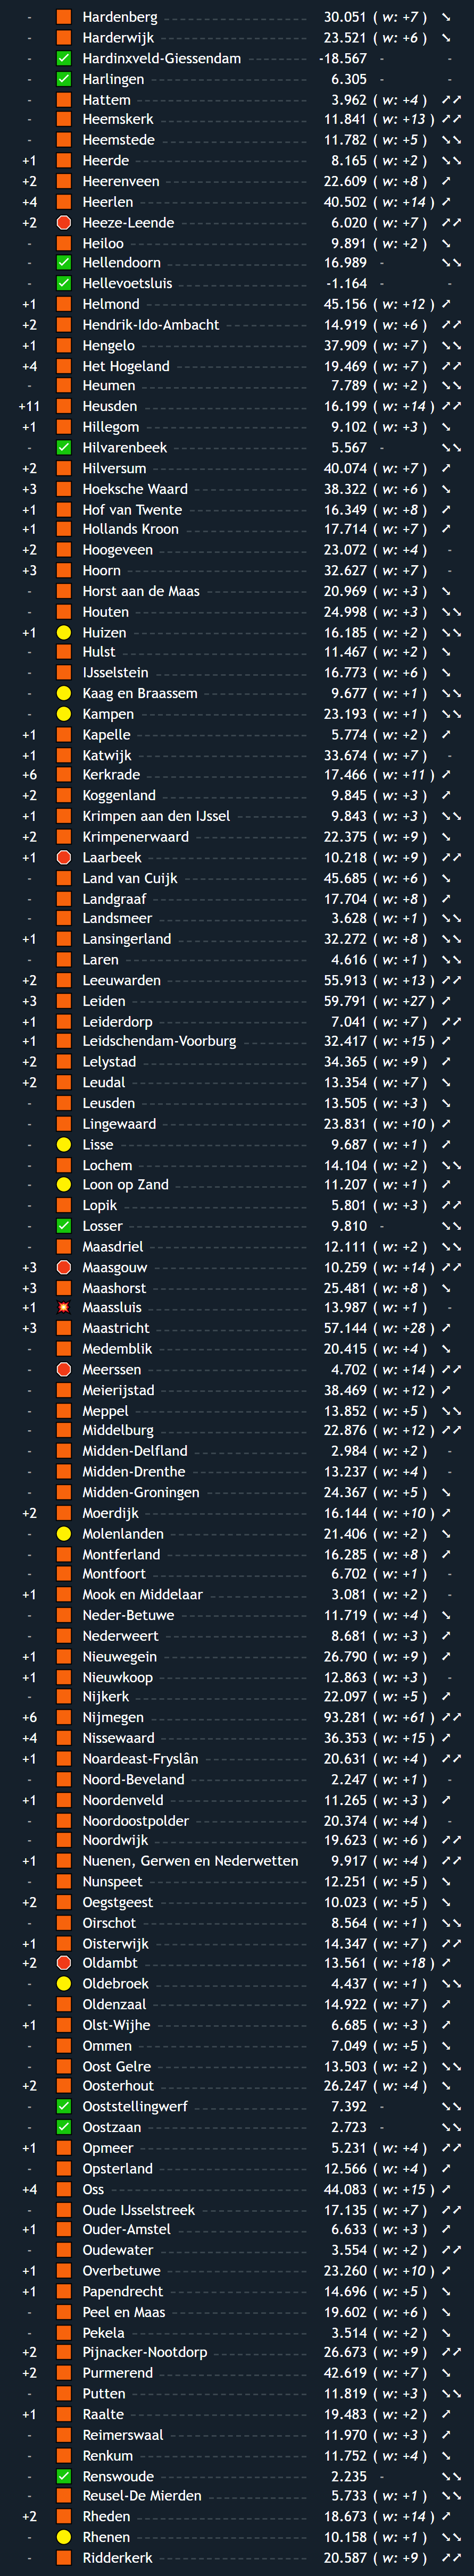 - Hardenberg 30.051 ( w: +7 ) ↘
- Harderwijk 23.521 ( w: +6 ) ↘
- Hardinxveld-Giessendam -18.567 - -
- Harlingen 6.305 - -
- Hattem 3.962 ( w: +4 ) ↗↗
- Heemskerk 11.841 ( w: +13 ) ↗↗
- Heemstede 11.782 ( w: +5 ) ↘↘
+1 Heerde 8.165 ( w: +2 ) ↘↘
+2 Heerenveen 22.609 ( w: +8 ) ↗
+4 Heerlen 40.502 ( w: +14 ) ↗
+2 Heeze-Leende 6.020 ( w: +7 ) ↗↗
- Heiloo 9.891 ( w: +2 ) ↘
- Hellendoorn 16.989 - ↘↘
- Hellevoetsluis -1.164 - -
+1 Helmond 45.156 ( w: +12 ) ↗
+2 Hendrik-Ido-Ambacht 14.919 ( w: +6 ) ↗↗
+1 Hengelo 37.909 ( w: +7 ) ↘↘
+4 Het Hogeland 19.469 ( w: +7 ) ↗↗
- Heumen 7.789 ( w: +2 ) ↘↘
+11 Heusden 16.199 ( w: +14 ) ↗↗
+1 Hillegom 9.102 ( w: +3 ) ↘
- Hilvarenbeek 5.567 - ↘↘
+2 Hilversum 40.074 ( w: +7 ) ↗
+3 Hoeksche Waard 38.322 ( w: +6 ) ↘
+1 Hof van Twente 16.349 ( w: +8 ) ↗
+1 Hollands Kroon 17.714 ( w: +7 ) ↗
+2 Hoogeveen 23.072 ( w: +4 ) -
+3 Hoorn 32.627 ( w: +7 ) -
- Horst aan de Maas 20.969 ( w: +3 ) ↘
- Houten 24.998 ( w: +3 ) ↘↘
+1 Huizen 16.185 ( w: +2 ) ↘↘
- Hulst 11.467 ( w: +2 ) ↘
- IJsselstein 16.773 ( w: +6 ) ↘
- Kaag en Braassem 9.677 ( w: +1 ) ↘↘
- Kampen 23.193 ( w: +1 ) ↘↘
+1 Kapelle 5.774 ( w: +2 ) ↗
+1 Katwijk 33.674 ( w: +7 ) -
+6 Kerkrade 17.466 ( w: +11 ) ↗
+2 Koggenland 9.845 ( w: +3 ) ↗
+1 Krimpen aan den IJssel 9.843 ( w: +3 ) ↘↘
+2 Krimpenerwaard 22.375 ( w: +9 ) ↘
+1 Laarbeek 10.218 ( w: +9 ) ↗↗
- Land van Cuijk 45.685 ( w: +6 ) ↘
- Landgraaf 17.704 ( w: +8 ) ↗
- Landsmeer 3.628 ( w: +1 ) ↘↘
+1 Lansingerland 32.272 ( w: +8 ) ↘↘
- Laren 4.616 ( w: +1 ) ↘↘
+2 Leeuwarden 55.913 ( w: +13 ) ↗↗
+3 Leiden 59.791 ( w: +27 ) ↗
+1 Leiderdorp 7.041 ( w: +7 ) ↗↗
+1 Leidschendam-Voorburg 32.417 ( w: +15 ) ↗
+2 Lelystad 34.365 ( w: +9 ) ↗
+2 Leudal 13.354 ( w: +7 ) ↘
- Leusden 13.505 ( w: +3 ) ↘
- Lingewaard 23.831 ( w: +10 ) ↗
- Lisse 9.687 ( w: +1 ) ↗
- Lochem 14.104 ( w: +2 ) ↘↘
- Loon op Zand 11.207 ( w: +1 ) ↗
- Lopik 5.801 ( w: +3 ) ↗↗
- Losser 9.810 - ↘↘
- Maasdriel 12.111 ( w: +2 ) ↘↘
+3 Maasgouw 10.259 ( w: +14 ) ↗↗
+3 Maashorst 25.481 ( w: +8 ) ↘
+1 Maassluis 13.987 ( w: +1 ) -
+3 Maastricht 57.144 ( w: +28 ) ↗
- Medemblik 20.415 ( w: +4 ) ↘
- Meerssen 4.702 ( w: +14 ) ↗↗
- Meierijstad 38.469 ( w: +12 ) ↗
- Meppel 13.852 ( w: +5 ) ↘↘
- Middelburg 22.876 ( w: +12 ) ↗↗
- Midden-Delfland 2.984 ( w: +2 ) -
- Midden-Drenthe 13.237 ( w: +4 ) -
- Midden-Groningen 24.367 ( w: +5 ) ↘
+2 Moerdijk 16.144 ( w: +10 ) ↗
- Molenlanden 21.406 ( w: +2 ) ↘
- Montferland 16.285 ( w: +8 ) ↗
- Montfoort 6.702 ( w: +1 ) -
+1 Mook en Middelaar 3.081 ( w: +2 ) -
- Neder-Betuwe 11.719 ( w: +4 ) ↘
- Nederweert 8.681 ( w: +3 ) ↗
+1 Nieuwegein 26.790 ( w: +9 ) ↗
+1 Nieuwkoop 12.863 ( w: +3 ) -
- Nijkerk 22.097 ( w: +5 ) ↗
+6 Nijmegen 93.281 ( w: +61 ) ↗↗
+4 Nissewaard 36.353 ( w: +15 ) ↗
+1 Noardeast-Fryslân 20.631 ( w: +4 ) ↗↗
- Noord-Beveland 2.247 ( w: +1 ) -
+1 Noordenveld 11.265 ( w: +3 ) ↗
- Noordoostpolder 20.374 ( w: +4 ) -
- Noordwijk 19.623 ( w: +6 ) ↗↗
+1 Nuenen, Gerwen en Nederwetten 9.917 ( w: +4 ) ↗↗
- Nunspeet 12.251 ( w: +5 ) ↘
+2 Oegstgeest 10.023 ( w: +5 ) ↘
- Oirschot 8.564 ( w: +1 ) ↘↘
+1 Oisterwijk 14.347 ( w: +7 ) ↗↗
+2 Oldambt 13.561 ( w: +18 ) ↗
- Oldebroek 4.437 ( w: +1 ) ↘↘
- Oldenzaal 14.922 ( w: +7 ) ↗
+1 Olst-Wijhe 6.685 ( w: +3 ) ↗
- Ommen 7.049 ( w: +5 ) ↘
- Oost Gelre 13.503 ( w: +2 ) ↘↘
+2 Oosterhout 26.247 ( w: +4 ) ↘
- Ooststellingwerf 7.392 - ↘↘
- Oostzaan 2.723 - ↘↘
+1 Opmeer 5.231 ( w: +4 ) ↗↗
- Opsterland 12.566 ( w: +4 ) ↗
+4 Oss 44.083 ( w: +15 ) ↗
- Oude IJsselstreek 17.135 ( w: +7 ) ↗↗
+1 Ouder-Amstel 6.633 ( w: +3 ) ↗
- Oudewater 3.554 ( w: +2 ) ↗↗
+1 Overbetuwe 23.260 ( w: +10 ) ↗
+1 Papendrecht 14.696 ( w: +5 ) ↘
- Peel en Maas 19.602 ( w: +6 ) ↘
- Pekela 3.514 ( w: +2 ) ↘
+2 Pijnacker-Nootdorp 26.673 ( w: +9 ) ↗↗
+2 Purmerend 42.619 ( w: +7 ) ↘
- Putten 11.819 ( w: +3 ) ↘↘
+1 Raalte 19.483 ( w: +2 ) ↗
- Reimerswaal 11.970 ( w: +3 ) ↗
- Renkum 11.752 ( w: +4 ) ↘
- Renswoude 2.235 - ↘↘
- Reusel-De Mierden 5.733 ( w: +1 ) ↘↘
+2 Rheden 18.673 ( w: +14 ) ↗
- Rhenen 10.158 ( w: +1 ) ↘↘
- Ridderkerk 20.587 ( w: +9 ) ↗↗